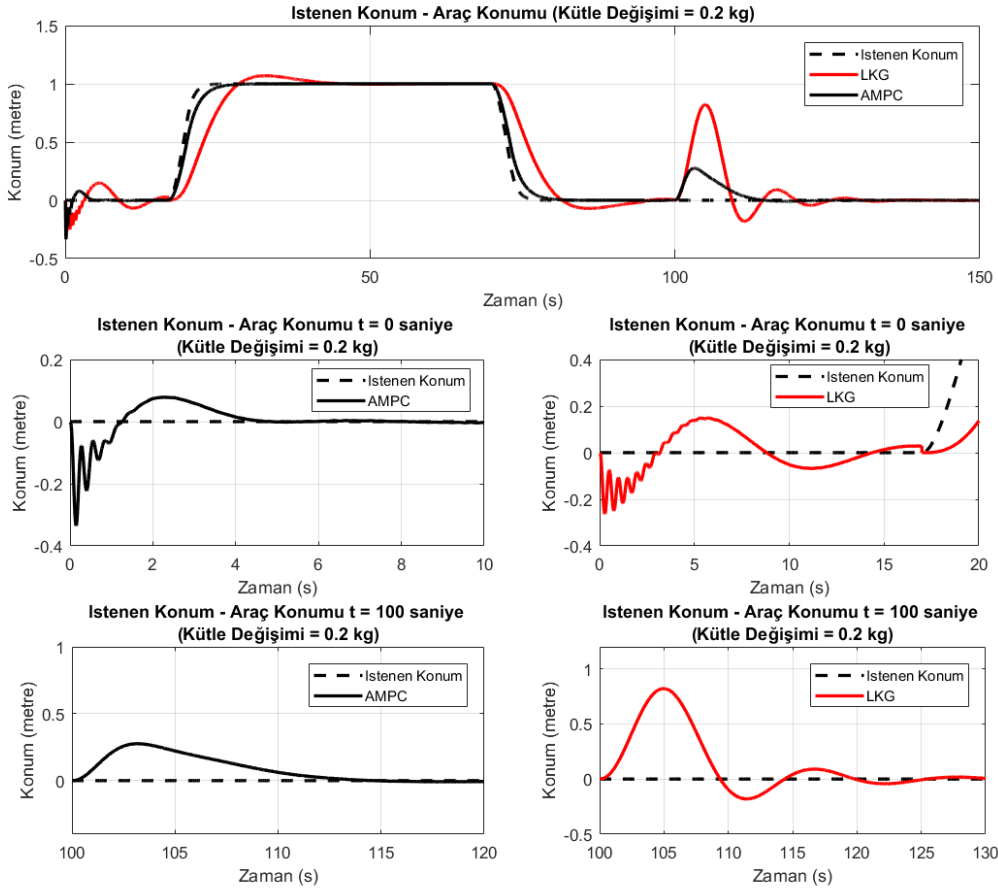 Istenen Konum - Araç Konumu (Kütle Değişimi = 0.2 kg)
1.5
1
0.5
0
-0.5
Konum (metre)
Istenen Konum
LKG
AMPC
0
50
100
150
Zaman (s)
Istenen Konum - Araç Konumu t = 0 saniye
(Kütle Değişimi = 0.2 kg)
0.2
0
-0.2
-0.4
Konum (metre)
Istenen Konum
AMPC
0
2
4
6
8
10
Zaman (s)
Istenen Konum - Araç Konumu t = 0 saniye
(Kütle Değişimi = 0.2 kg)
0.4
0.2
0
-0.2
-0.4
Konum (metre)
Istenen Konum
LKG
0
5
10
15
20
Zaman (s)
Istenen Konum - Araç Konumu t = 100 saniye
(Kütle Değişimi = 0.2 kg)
1
0.5
0
Konum (metre)
Istenen Konum
AMPC
100
105
110
115
120
Zaman (s)
Istenen Konum - Araç Konumu t = 100 saniye
(Kütle Değişimi = 0.2 kg)
1
0.5
0
-0.5
Konum (metre)
Istenen Konum
LKG
100
105
110
115
120
125
130
Zaman (s)